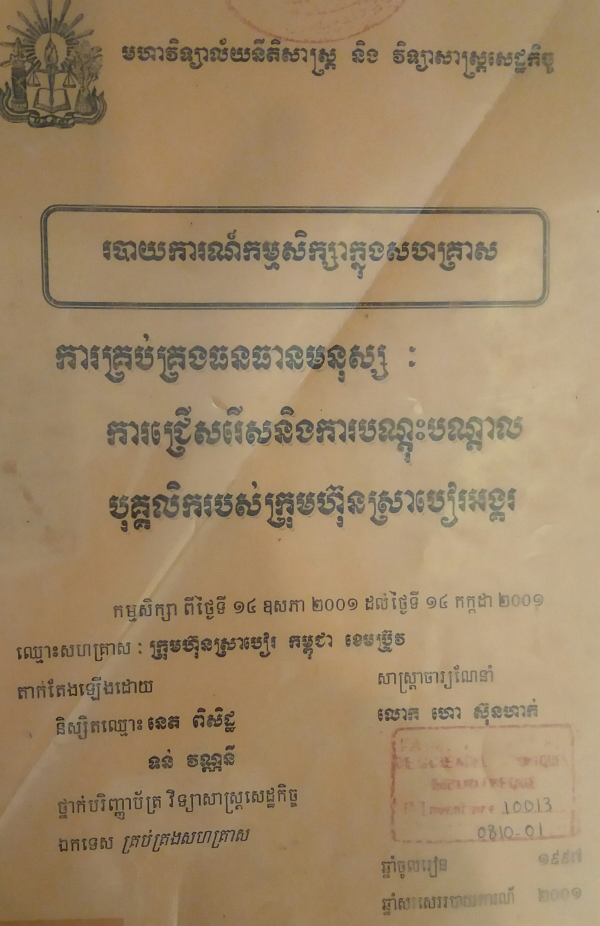 មហាវិទ្យាល័យនីតិសាស្ត្រ និង វិទ្យាសាស្ត្រសេដ្ឋកិច្ច
របាយការណ៍កម្មសិក្សាក្នុងសហគ្រាស
ការគ្រប់គ្រងធនធានមនុស្ស ៖
ការជ្រើសរើសនិងការបណ្តុះបណ្តាល
បុគ្គលិករបស់ក្រុមហ៊ុនស្រាបៀរអង្គរ
កម្មសិក្សា ពីថ្ងៃទី ១៤ ឧសភា ២០០១ ដល់ថ្ងៃទី ១៤ កក្កដា ២០០១
ឈ្មោះសហគ្រាស : ក្រុមហ៊ុនស្រាបៀរ កម្ពុជា ខេមប្រ៊ូវ
តាក់តែងឡើងដោយ
សាស្ត្រាចារ្យណែនាំ
និស្សិតឈ្មោះ នេត ពិសិដ្ឋ
លោក ហោ ស៊ុនហាក់
ទន់ វណ្ណនី
ថ្នាក់បរិញ្ញាប័ត្រ វិទ្យាសាស្ត្រសេដ្ឋកិច្ច
10013
ឯកទេស គ្រប់គ្រងសហគ្រាស
ឆ្នាំចូលរៀន ១៩៩៧
ឆ្នាំសរសេររបាយការណ៍ ២០០១